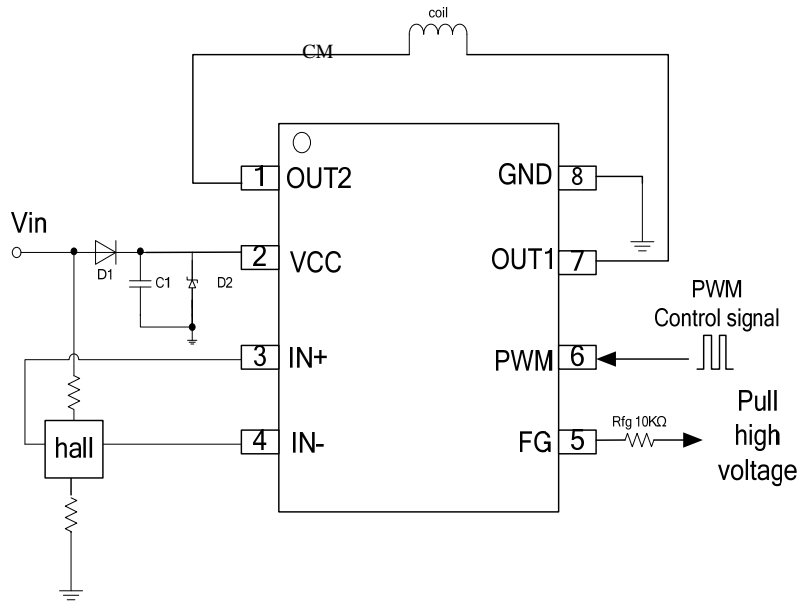 coil
CM
1 OUT2
GND 8
Vin
2 VCC
D1
C1
D2
OUT1 7
PWM
Control signal
3 IN+
PWM 6
Rfg 10KΩ
Pull
high
voltage
hall
4 IN-
FG 5